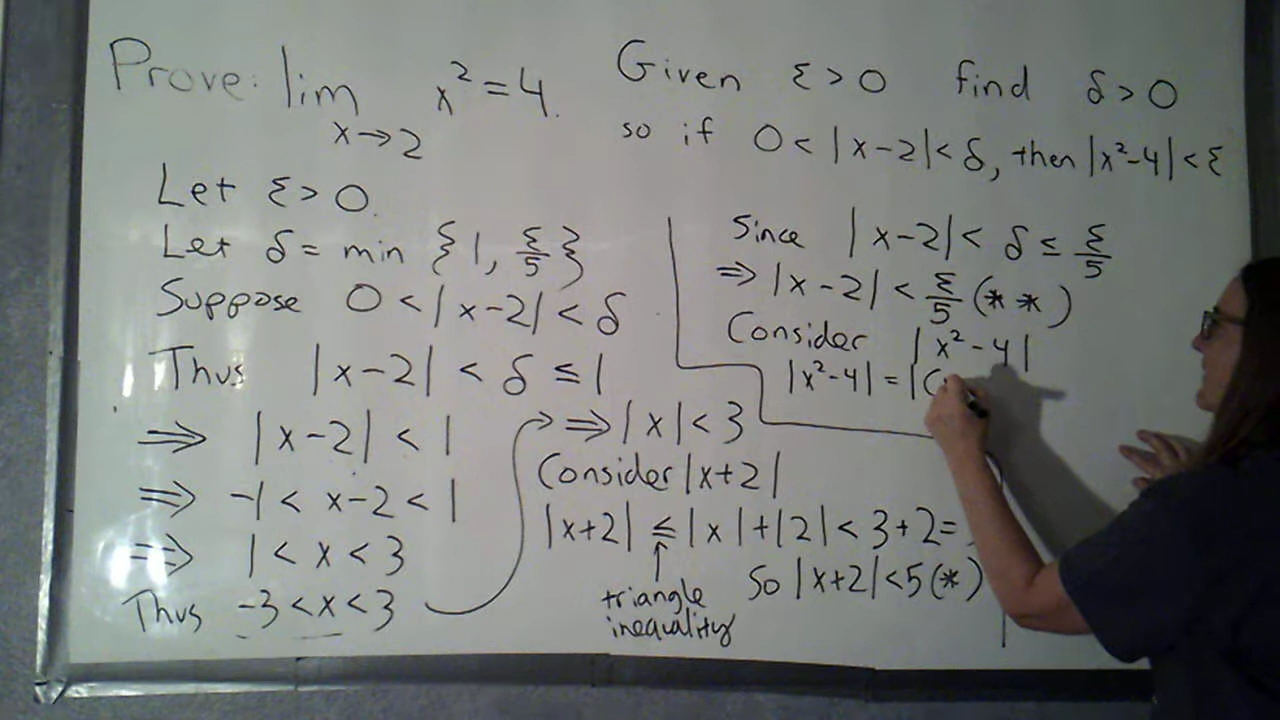 Prove: lim x² = 4.
x→2
Given ε > 0 find δ > 0
so if 0 < |x-2| < δ, then |x²-4| < ε
Let ε > 0.
Let δ = min {1, ε/5}
Suppose 0 < |x-2| < δ
Thus |x-2| < δ ≤ 1
⇒ |x-2| < 1
⇒ -1 < x-2 < 1
⇒ 1 < x < 3
Thus -3 < x < 3
⇒ |x| < 3
Consider |x+2|
|x+2| ≤ |x|+|2| < 3+2=
triangle
inequality
So |x+2| < 5 (*)
Since |x-2| < δ ≤ ε/5
⇒ |x-2| < ε/5 (**)
Consider |x²-4|
|x²-4| = |(